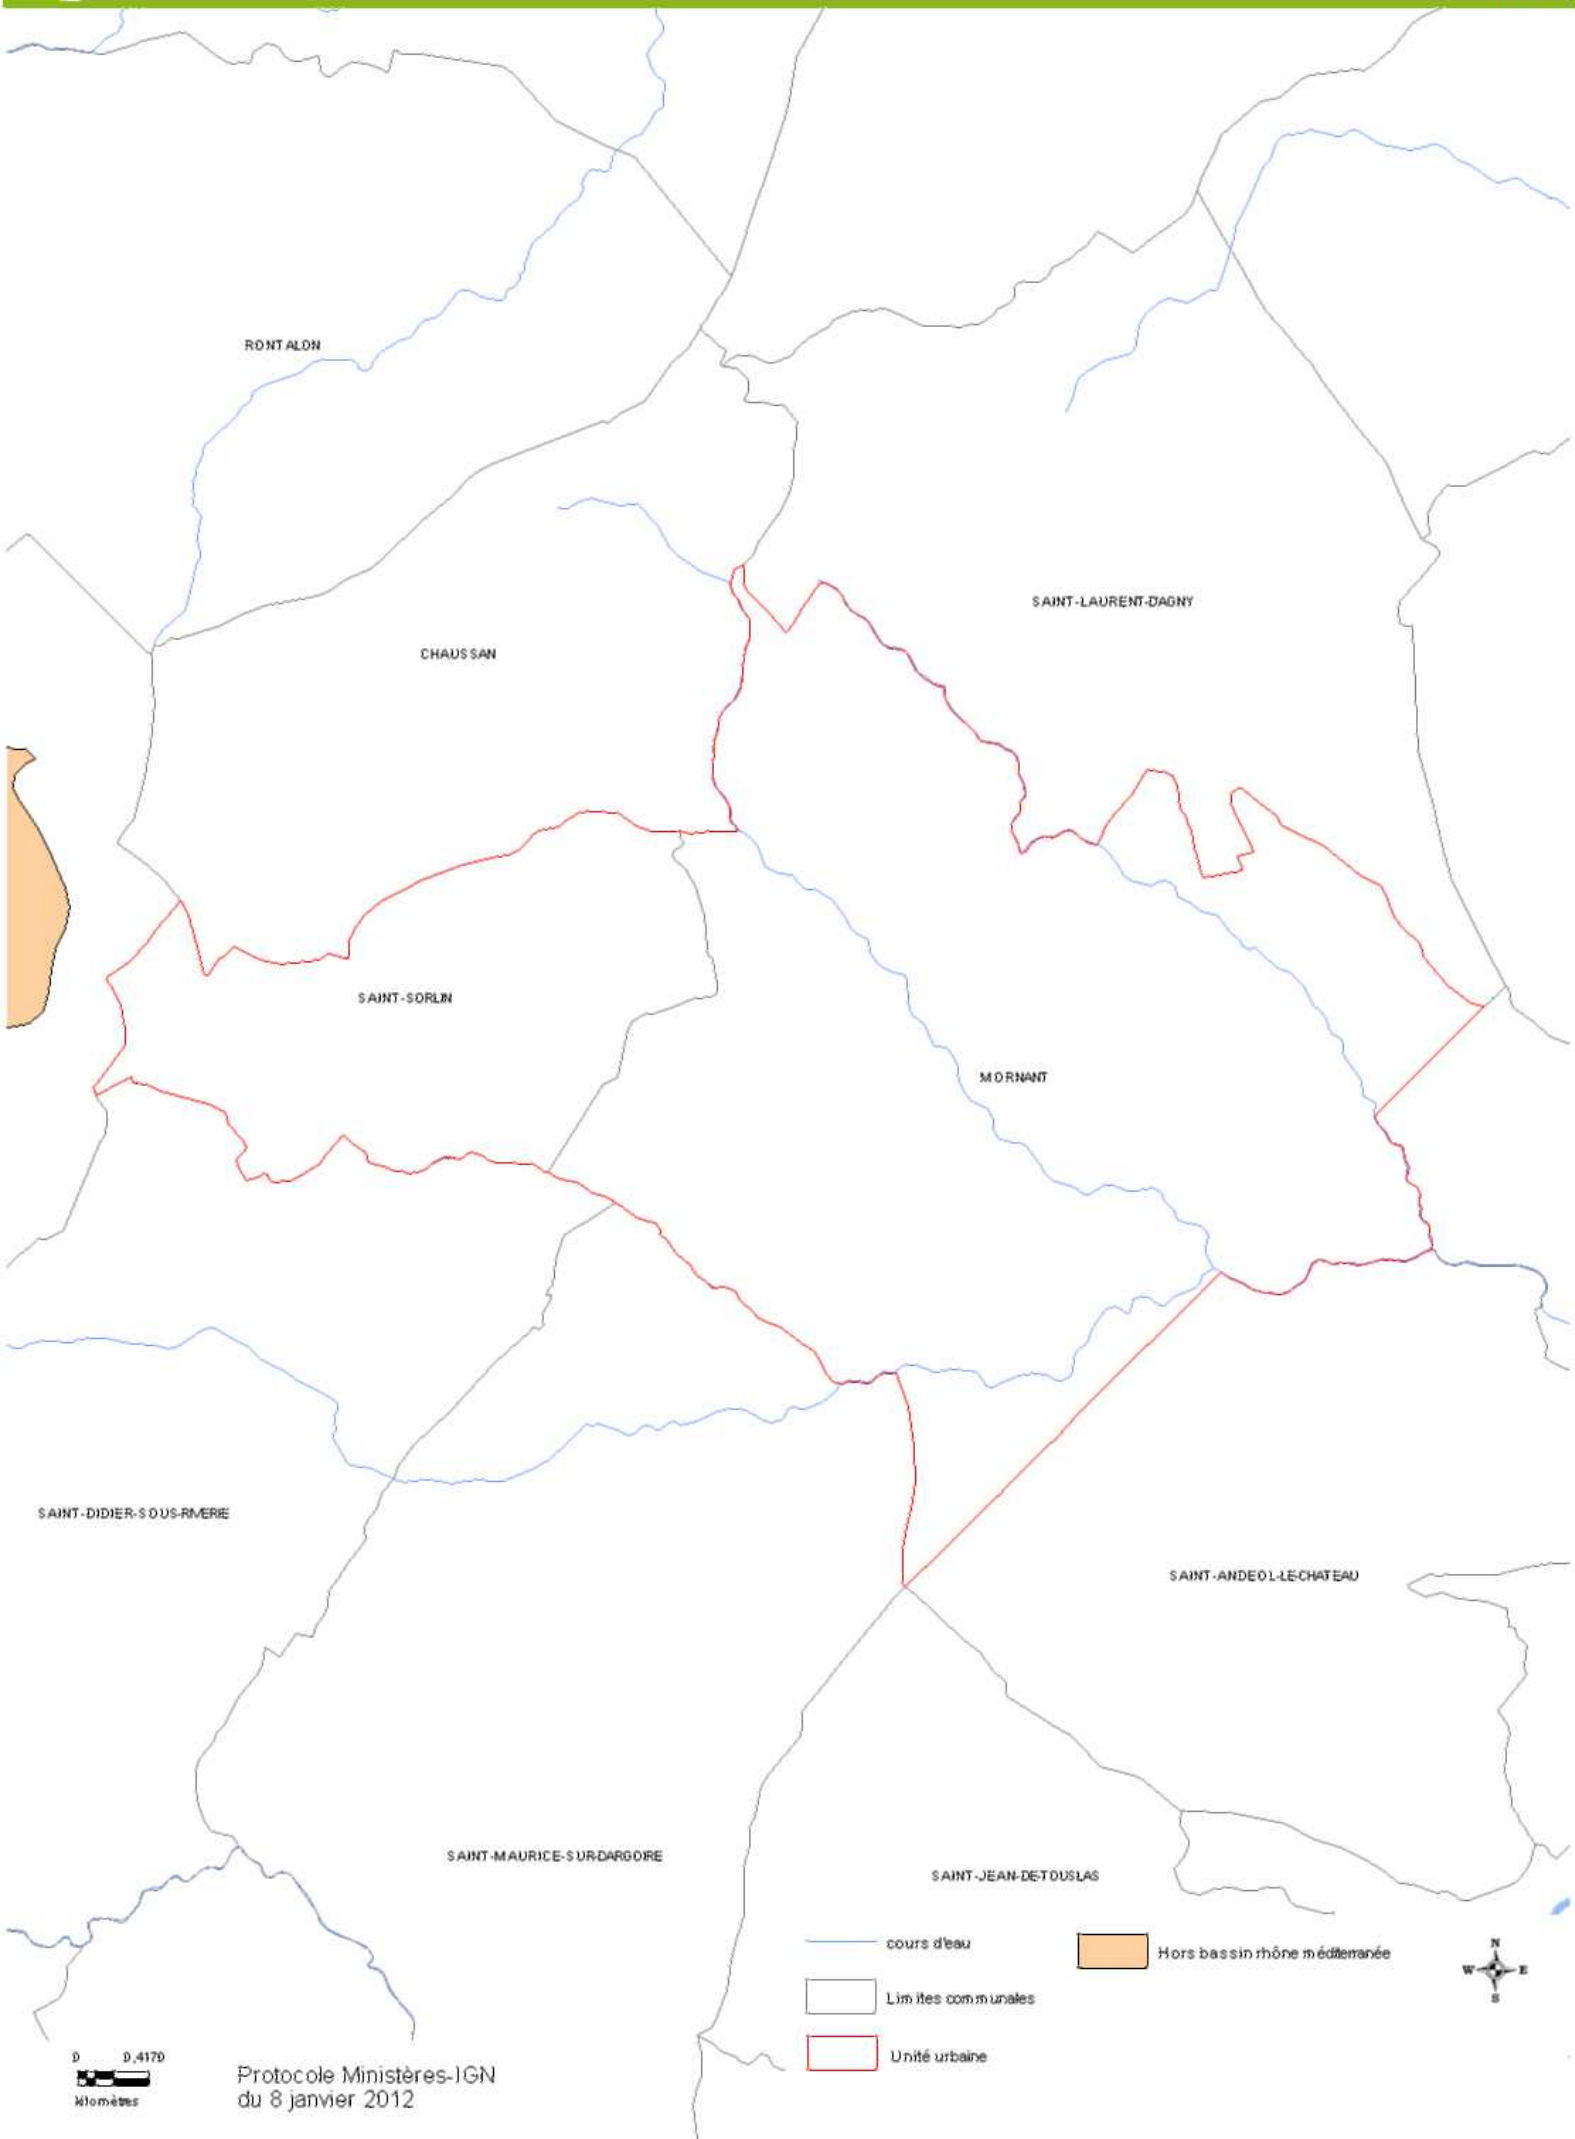 RONTALON
SAINT-LAURENT-D'AGNY
CHAUSSAN
SAINT-SORLIN
MORNANT
SAINT-DIDIER-SOUS-RIVERIE
SAINT-ANDEOL-LE-CHATEAU
SAINT-MAURICE-SUR-DARGOIRE
SAINT-JEAN-DE-TOUSLAS
cours d'eau
Hors bassin rhône méditerranée
Limites communales
Unité urbaine
N
W E
S
0 0,4170
kilomètres
Protocole Ministères-IGN
du 8 janvier 2012